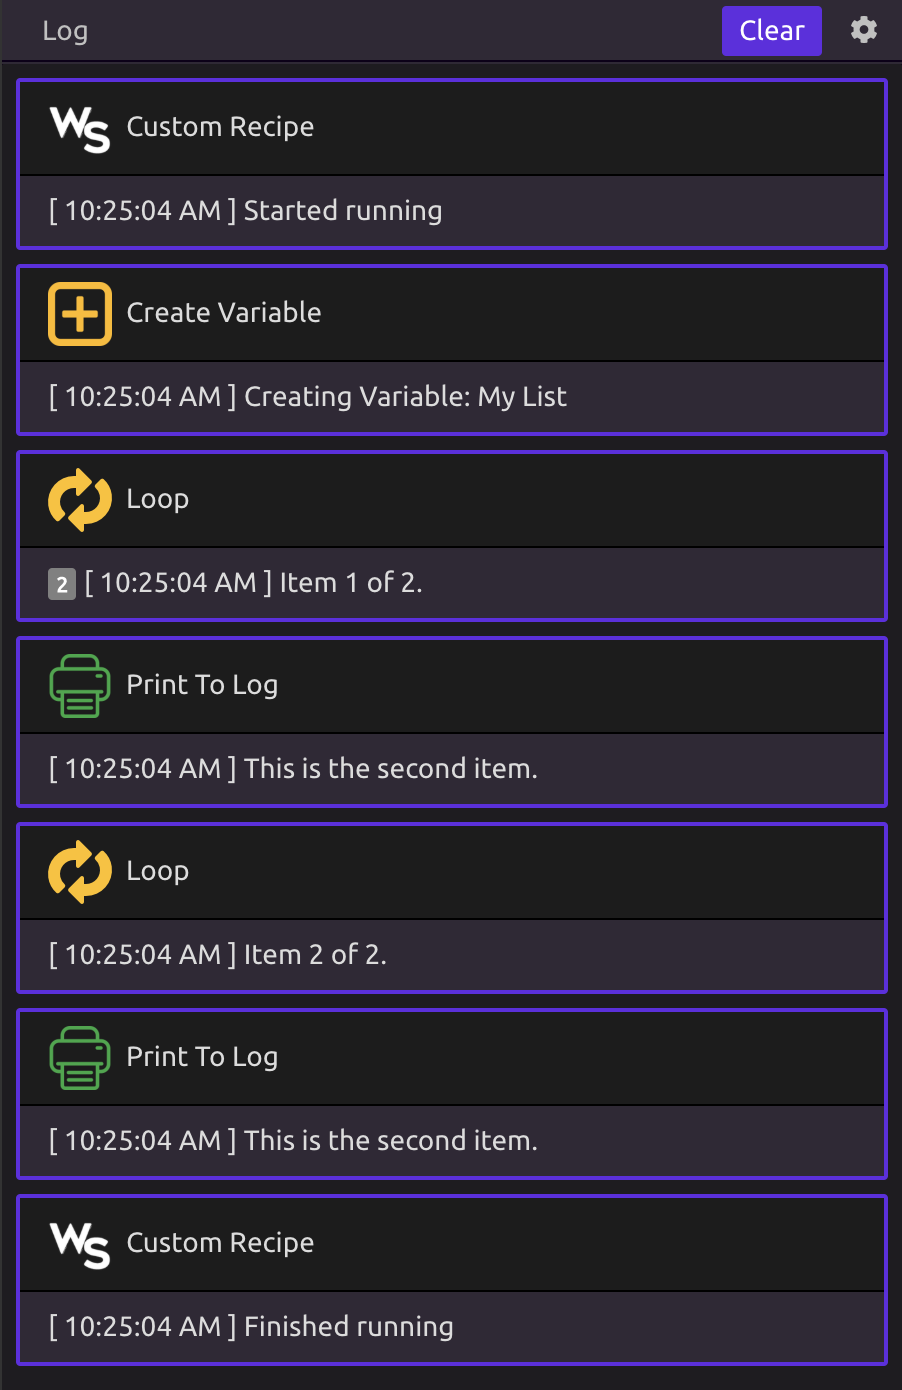 Log
Clear
WS Custom Recipe
[ 10:25:04 AM ] Started running
Create Variable
[ 10:25:04 AM ] Creating Variable: My List
Loop
2 [ 10:25:04 AM ] Item 1 of 2.
Print To Log
[ 10:25:04 AM ] This is the second item.
Loop
[ 10:25:04 AM ] Item 2 of 2.
Print To Log
[ 10:25:04 AM ] This is the second item.
WS Custom Recipe
[ 10:25:04 AM ] Finished running